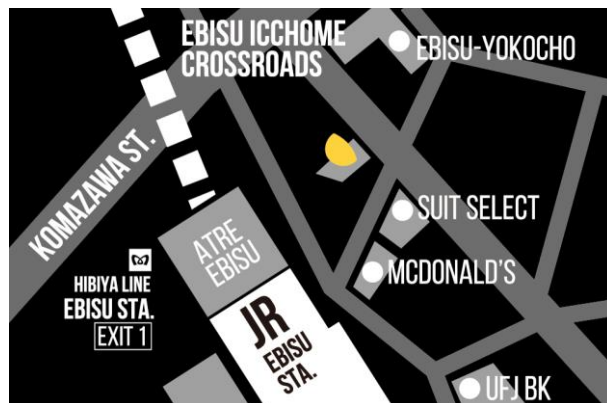 EBISU ICCHOME
CROSSROADS
EBISU-YOKOCHO
KOMAZAWA ST.
SUIT SELECT
ATRE
EBISU
MCDONALD'S
HIBIYA LINE
EBISU STA.
EXIT 1
JR
EBISU
STA.
UFJ BK